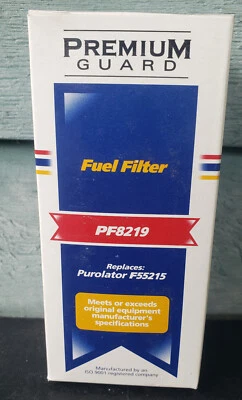 PREMIUM
GUARD
Fuel Filter
PF8219
Replaces:
Purolator F55215
Meets or exceeds
original equipment
manufacturer's
specifications
Manufactured by an
ISO 9001 registered company